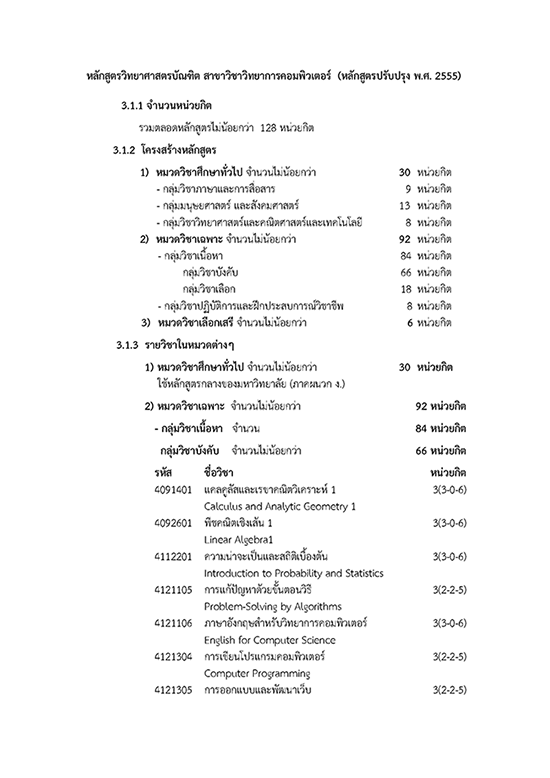 หลักสูตรวิทยาศาสตรบัณฑิต สาขาวิชาวิทยาการคอมพิวเตอร์ (หลักสูตรปรับปรุง พ.ศ. 2555)
3.1.1 จำนวนหน่วยกิต
รวมตลอดหลักสูตรไม่น้อยกว่า 128 หน่วยกิต
3.1.2 โครงสร้างหลักสูตร
1) หมวดวิชาศึกษาทั่วไป จำนวนไม่น้อยกว่า 30 หน่วยกิต
- กลุ่มวิชาภาษาและการสื่อสาร 9 หน่วยกิต
- กลุ่มมนุษยศาสตร์ และสังคมศาสตร์ 13 หน่วยกิต
- กลุ่มวิชาวิทยาศาสตร์และคณิตศาสตร์และเทคโนโลยี 8 หน่วยกิต
2) หมวดวิชาเฉพาะ จำนวนไม่น้อยกว่า 92 หน่วยกิต
- กลุ่มวิชาเนื้อหา 84 หน่วยกิต
กลุ่มวิชาบังคับ 66 หน่วยกิต
กลุ่มวิชาเลือก 18 หน่วยกิต
- กลุ่มวิชาปฏิบัติการและฝึกประสบการณ์วิชาชีพ 8 หน่วยกิต
3) หมวดวิชาเลือกเสรี จำนวนไม่น้อยกว่า 6 หน่วยกิต
3.1.3 รายวิชาในหมวดต่างๆ
1) หมวดวิชาศึกษาทั่วไป จำนวนไม่น้อยกว่า 30 หน่วยกิต
ใช้หลักสูตรกลางของมหาวิทยาลัย (ภาคผนวก ง.)
2) หมวดวิชาเฉพาะ จำนวนไม่น้อยกว่า 92 หน่วยกิต
- กลุ่มวิชาเนื้อหา จำนวน 84 หน่วยกิต
กลุ่มวิชาบังคับ จำนวนไม่น้อยกว่า 66 หน่วยกิต
รหัส ชื่อวิชา หน่วยกิต
4091401 แคลคูลัสและเรขาคณิตวิเคราะห์ 1 3(3-0-6)
Calculus and Analytic Geometry 1
4092601 พีชคณิตเชิงเส้น 1 3(3-0-6)
Linear Algebra1
4112201 ความน่าจะเป็นและสถิติเบื้องต้น 3(3-0-6)
Introduction to Probability and Statistics
4121105 การแก้ปัญหาด้วยขั้นตอนวิธี 3(2-2-5)
Problem-Solving by Algorithms
4121106 ภาษาอังกฤษสำหรับวิทยาการคอมพิวเตอร์ 3(3-0-6)
English for Computer Science
4121304 การเขียนโปรแกรมคอมพิวเตอร์ 3(2-2-5)
Computer Programming
4121305 การออกแบบและพัฒนาเว็บ 3(2-2-5)